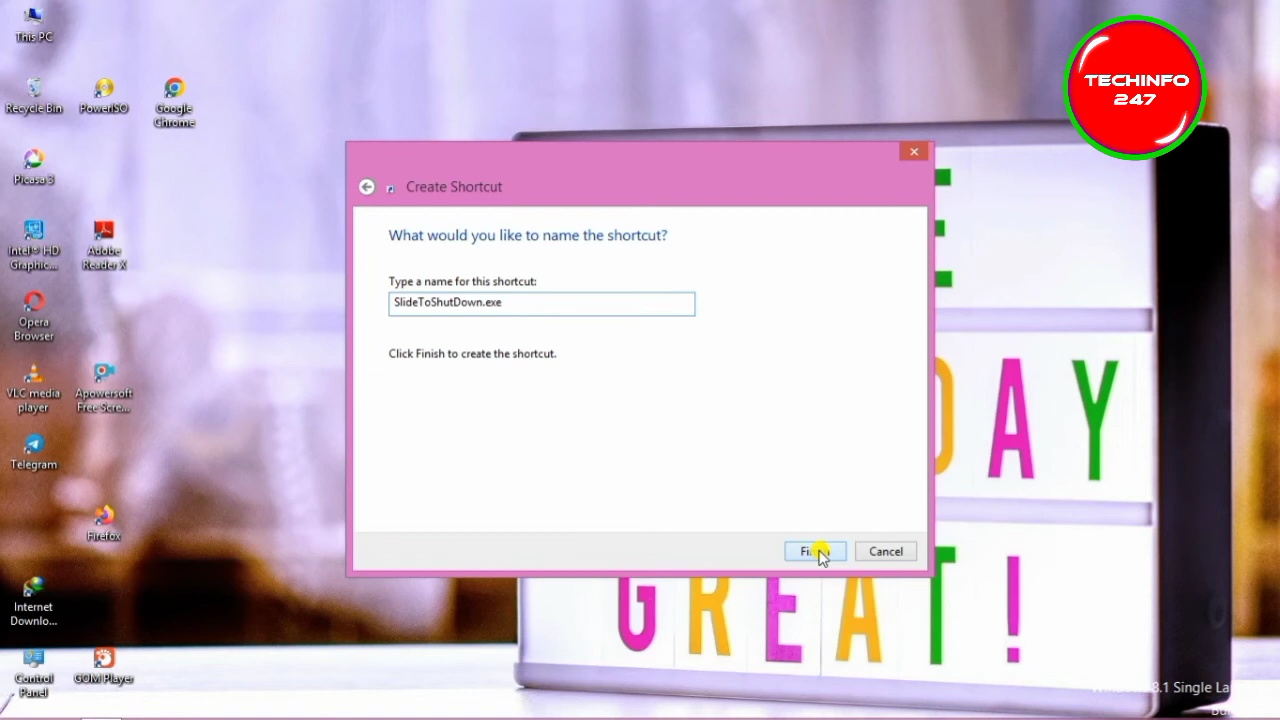 This PC
Recycle Bin
PowerISO
Google
Chrome
Picasa 3
Intel® HD
Graphic...
Adobe
Reader X
Opera
Browser
VLC media
player
Apowersoft
Free Scre...
Telegram
Firefox
Internet
Downlo...
Control
Panel
GOM Player
TECHINFO
247
Create Shortcut
What would you like to name the shortcut?
Type a name for this shortcut:
SlideToShutDown.exe
Click Finish to create the shortcut.
Cancel
DAY
GREAT!
8.1 Single